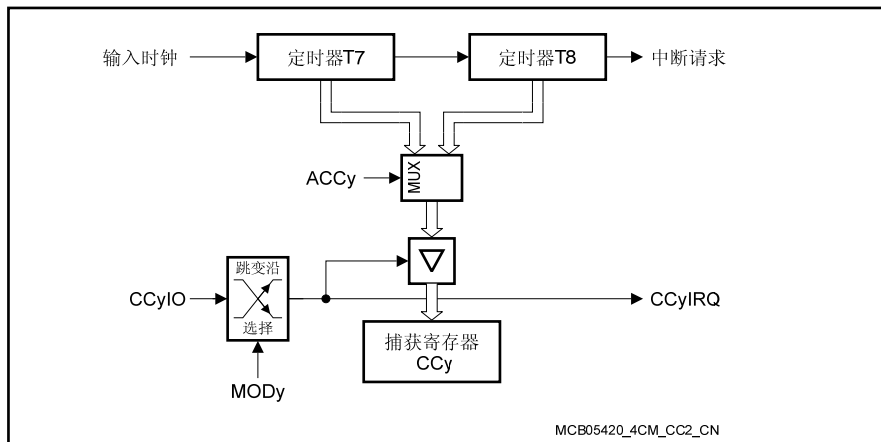 输入时钟
定时器T7
定时器T8
中断请求
ACCy
MUX
跳变沿
CCyIO
选择
CCyIRQ
捕获寄存器
CCy
MODy
MCB05420_4CM_CC2_CN